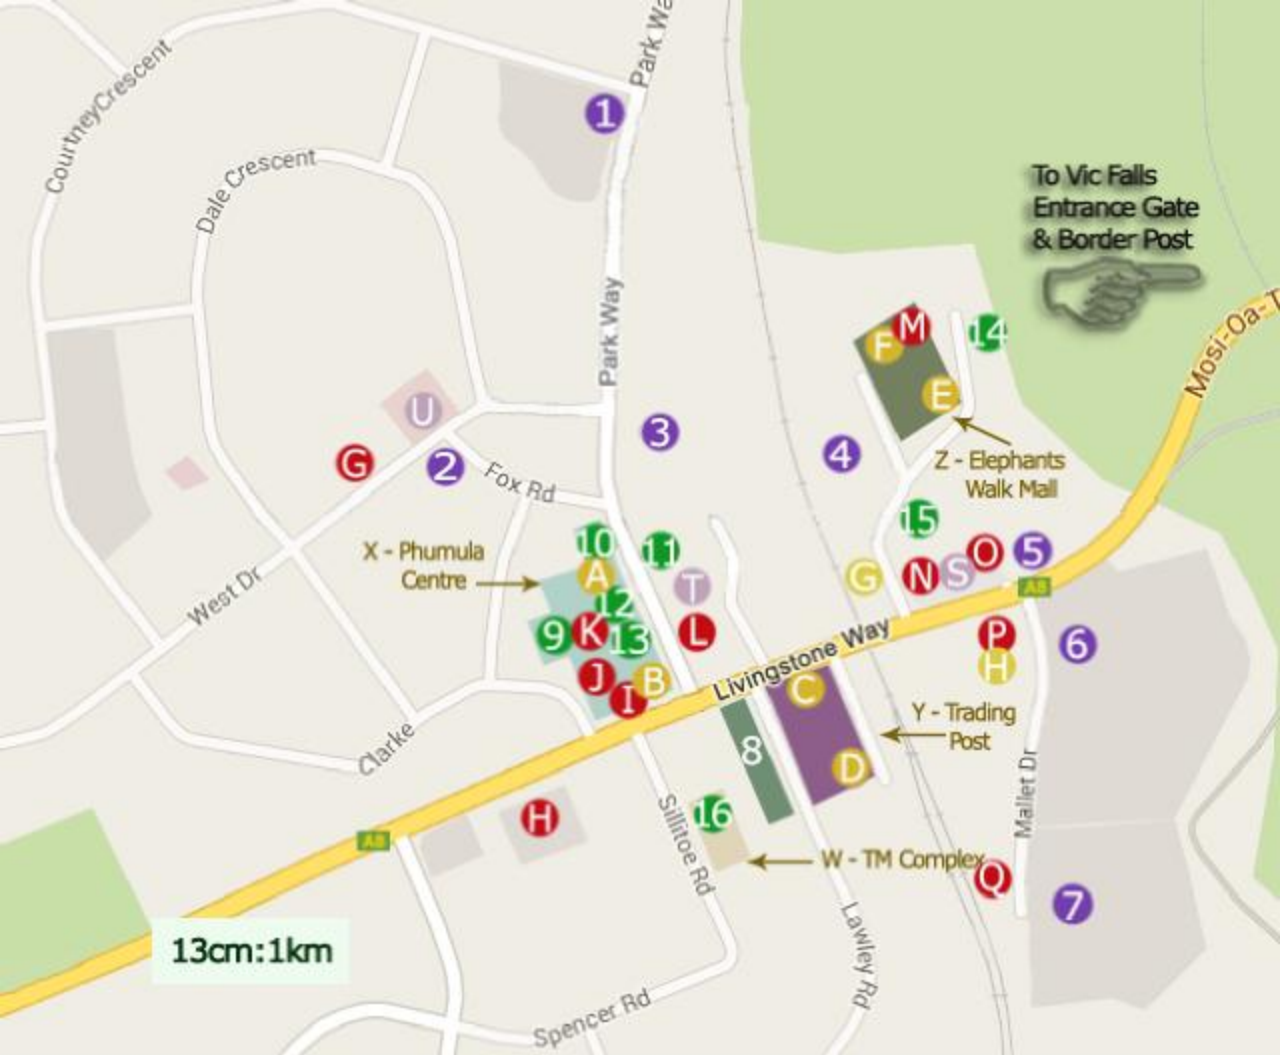 Park Wa
CourtneyCrescent
1
Dale Crescent
To Vic Falls
Entrance Gate
& Border Post
Park Way
M
F
14
E
Mosi-Oa-T
U
3
G
2
4
Z - Elephants
Walk Mall
Fox Rd
15
10
11
X - Phumula
Centre
A
T
G
N
S
O
5
A8
West Dr
12
9
K
13
L
Livingstone Way
P
H
6
J
I
B
C
Y - Trading
Post
Clarke
8
D
H
16
Sillitoe Rd
Mallet Dr
A8
W - TM Complex
Q
7
13cm:1km
Lawley Rd
Spencer Rd